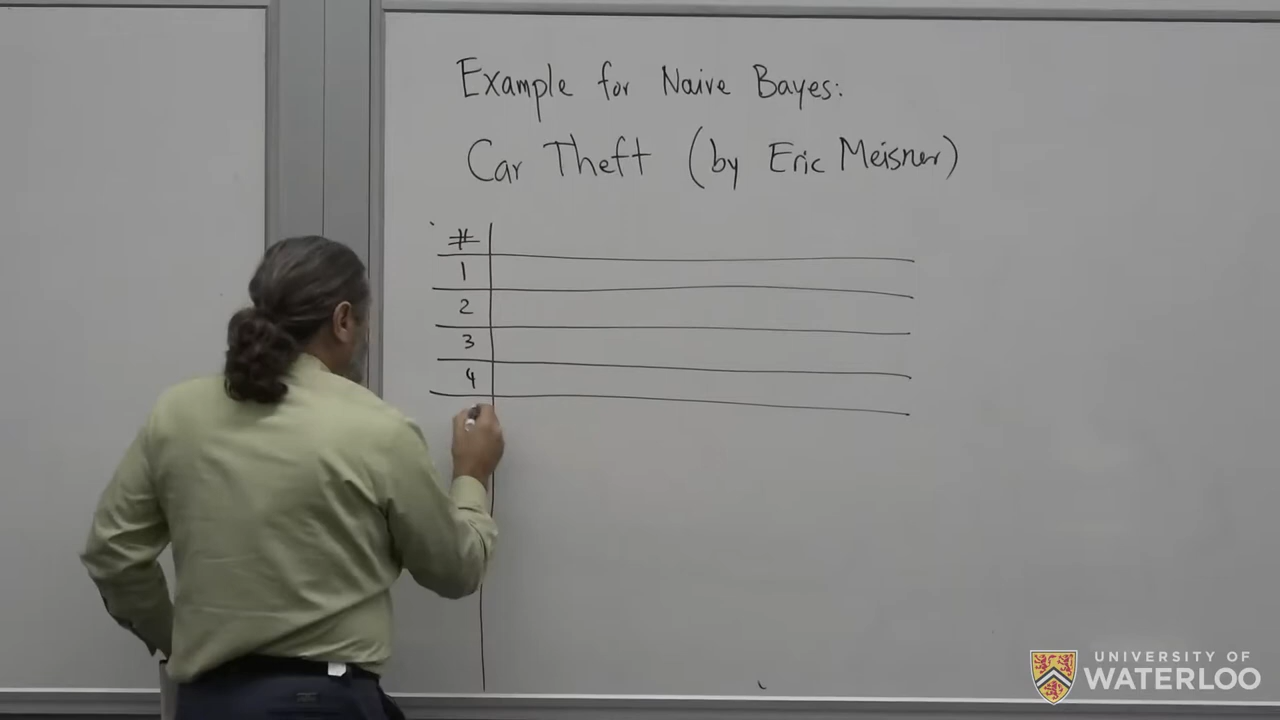 Example for Naive Bayes:
Car Theft (by Eric Meisner)
#
1
2
3
4
UNIVERSITY OF
WATERLOO